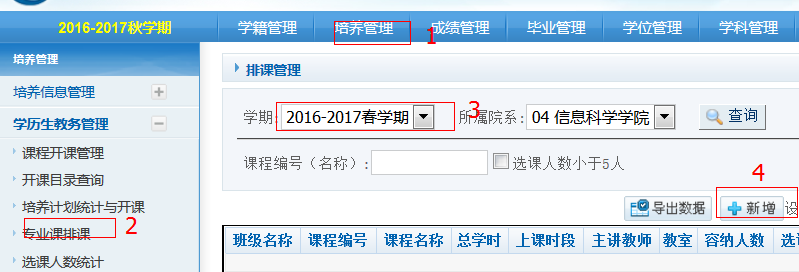 2016-2017秋学期 学籍管理 培养管理 成绩管理 毕业管理 学位管理 学科管理
1
培养管理
培养信息管理
学历生教务管理
课程开课管理
开课目录查询
培养计划统计与开课
专业课排课
2
选课人数统计
排课管理
学期: 2016-2017春学期 3 所属院系: 04 信息科学学院 查询
课程编号（名称）: 选课人数小于5人
4
导出数据 新增 设
班级名称 课程编号 课程名称 总学时 上课时段 主讲教师 教室 容纳人数 选